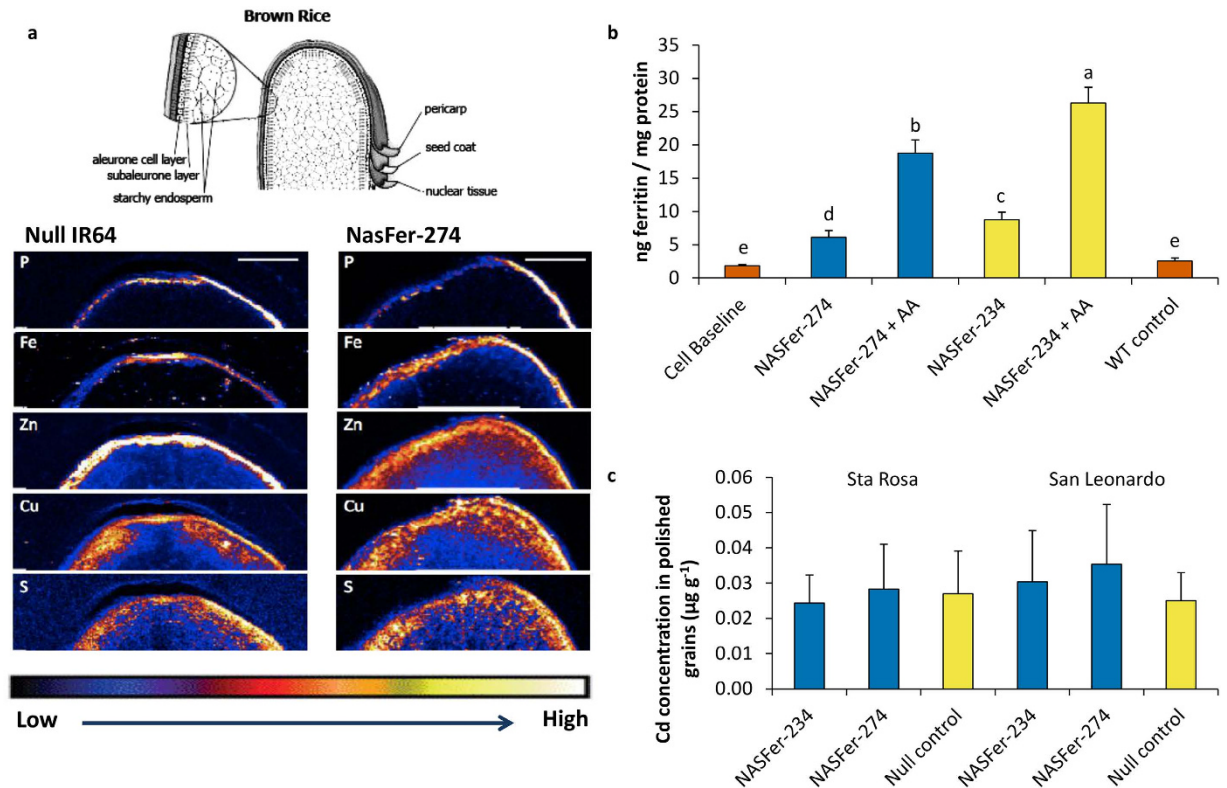 a
Brown Rice
pericarp
seed coat
nuclear tissue
aleurone cell layer
subaleurone layer
starchy endosperm
Null IR64
NasFer-274
P
P
Fe
Fe
Zn
Zn
Cu
Cu
S
S
Low
High
b
ng ferritin / mg protein
40
35
30
25
20
15
10
5
0
e
d
b
c
a
e
Cell Baseline
NASFer-274
NASFer-274 + AA
NASFer-234
NASFer-234 + AA
WT control
c
Cd concentration in polished
grains (µg g⁻¹)
Sta Rosa
San Leonardo
0.06
0.05
0.04
0.03
0.02
0.01
0.00
NASFer-234
NASFer-274
Null control
NASFer-234
NASFer-274
Null control